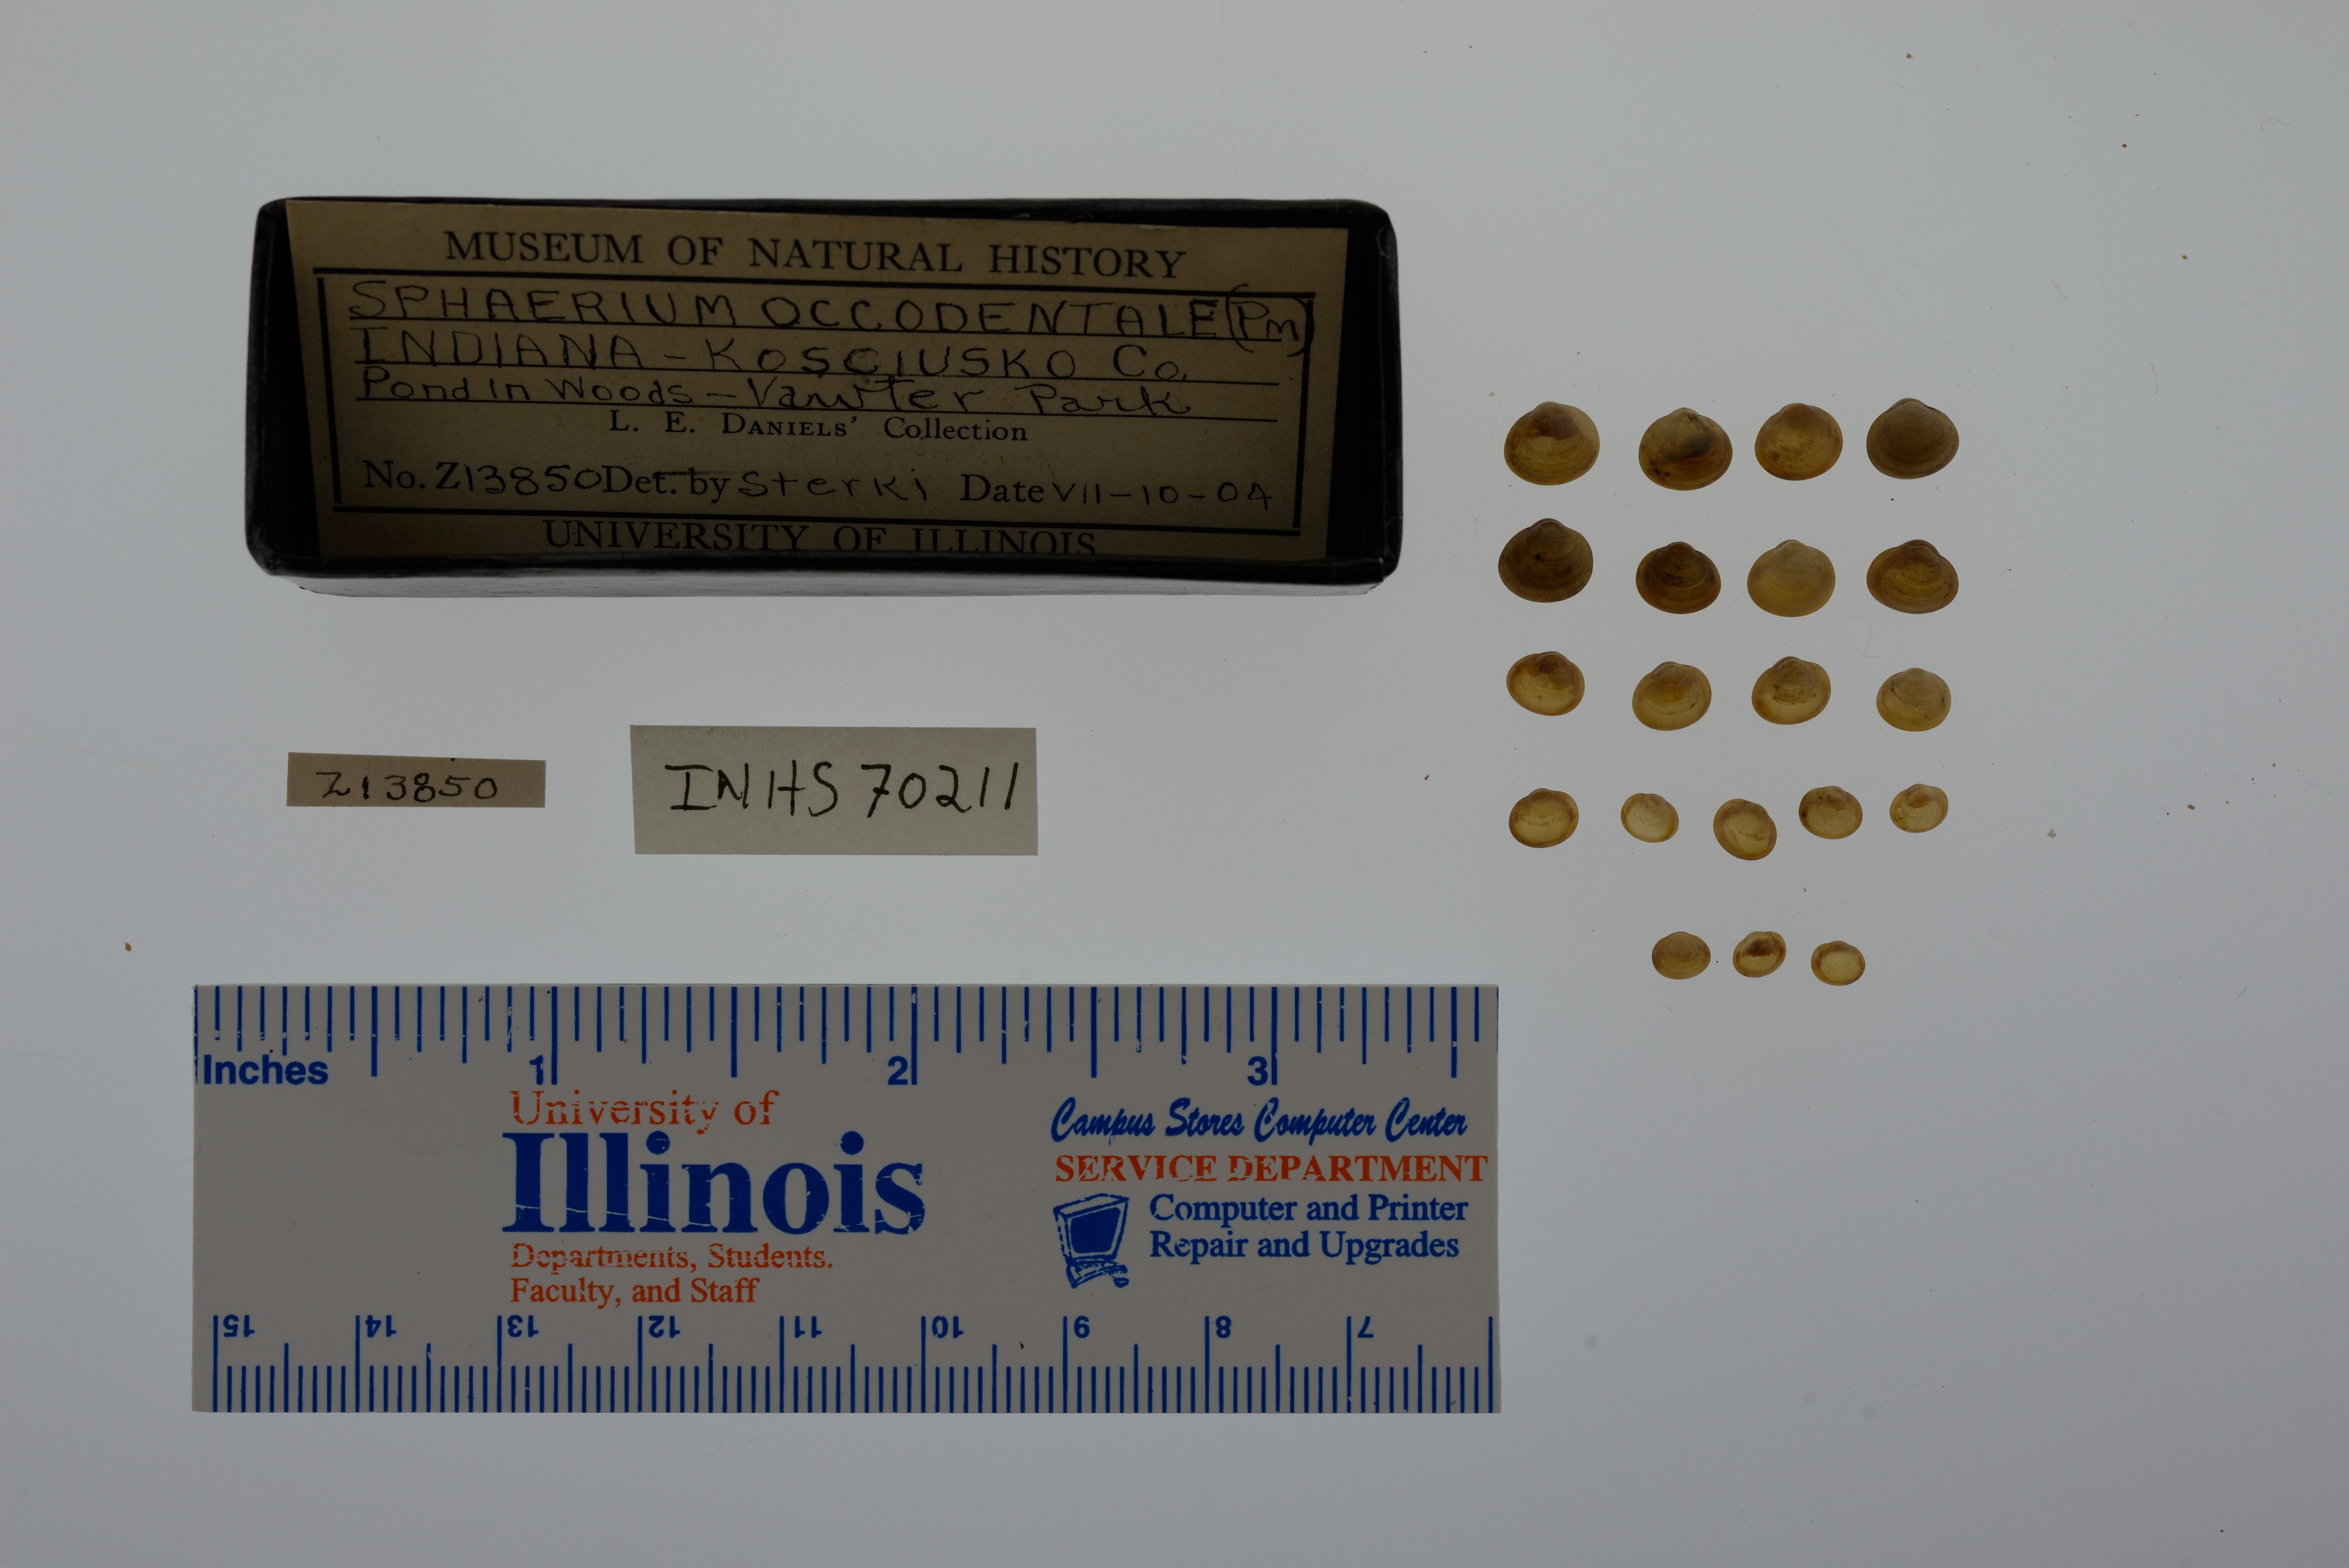 MUSEUM OF NATURAL HISTORY
SPHAERIUM OCCODENTALE (Pm)
INDIANA - KOSCIUSKO Co.
Pond In Woods - Vawter Park
L. E. DANIELS' Collection
No. Z13850 Det. by Sterki Date VII-10-04
UNIVERSITY OF ILLINOIS
Z13850
INHS 70211
Inches 1 2 3
University of
Illinois
Departments, Students.
Faculty, and Staff
Campus Stores Computer Center
SERVICE DEPARTMENT
Computer and Printer
Repair and Upgrades
15 14 13 12 11 10 9 8 7